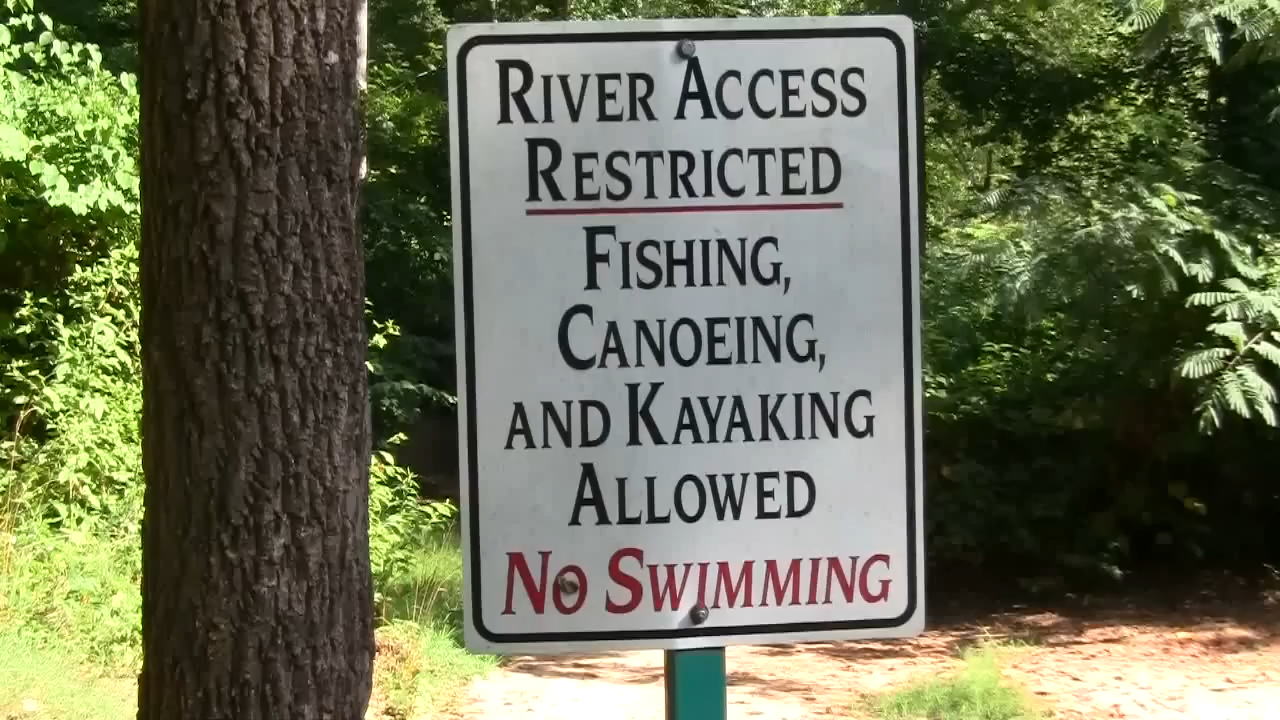 River Access
Restricted
Fishing,
Canoeing,
and Kayaking
Allowed
No Swimming